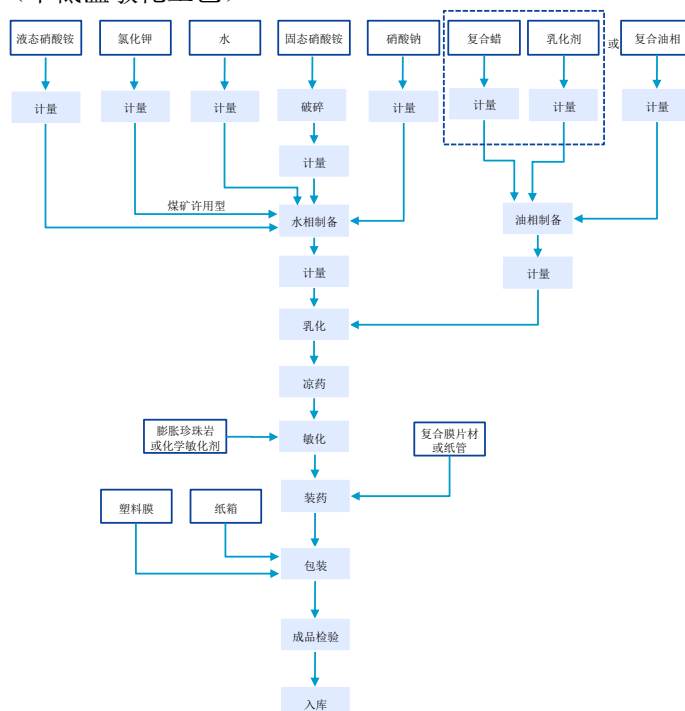 液态硝酸铵 氯化钾 水 固态硝酸铵 硝酸钠 复合蜡 乳化剂 或 复合油相
计量 计量 计量 破碎 计量 计量 计量 计量
计量
煤矿许用型
水相制备 油相制备
计量 计量
乳化
凉药
膨胀珍珠岩
或化学敏化剂
敏化
复合膜片材
或纸管
装药
塑料膜 纸箱
包装
成品检验
入库